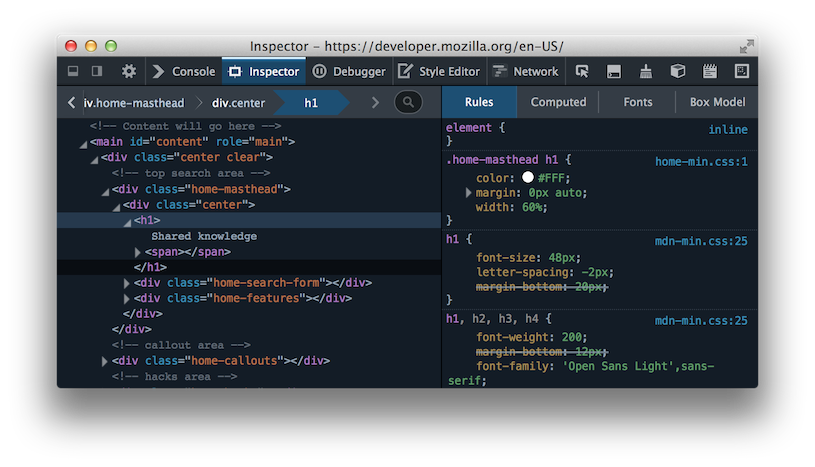 Inspector – https://developer.mozilla.org/en-US/
Console Inspector Debugger Style Editor Network
iv.home-masthead div.center h1
Rules Computed Fonts Box Model
<!-- Content will go here -->
<main id="content" role="main">
<div class="center clear">
<!-- top search area -->
<div class="home-masthead">
<div class="center">
<h1>
Shared knowledge
<span></span>
</h1>
<div class="home-search-form"></div>
<div class="home-features"></div>
</div>
</div>
<!-- callout area -->
<div class="home-callouts"></div>
<!-- hacks area -->
element { inline
}
.home-masthead h1 { home-min.css:1
color: #FFF;
margin: 0px auto;
width: 60%;
}
h1 { mdn-min.css:25
font-size: 48px;
letter-spacing: -2px;
margin-bottom: 20px;
}
h1, h2, h3, h4 { mdn-min.css:25
font-weight: 200;
margin-bottom: 12px;
font-family: 'Open Sans Light',sans-
serif;